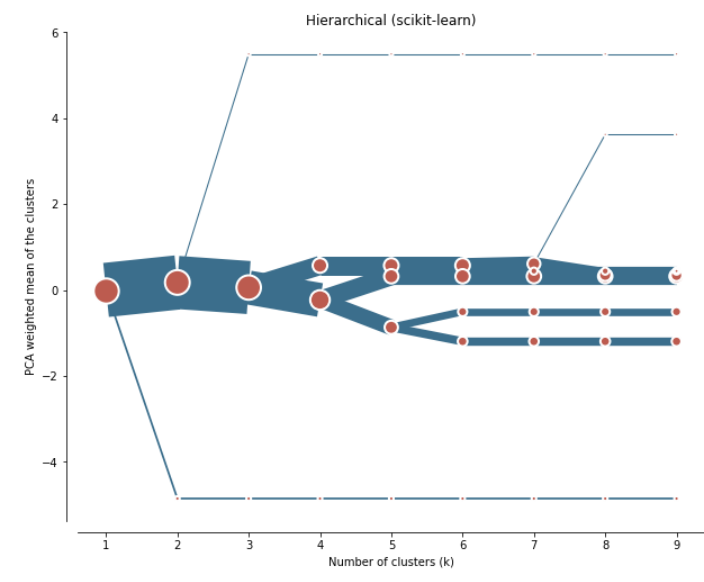 Hierarchical (scikit-learn)
6
4
2
0
−2
−4
PCA weighted mean of the clusters
1 2 3 4 5 6 7 8 9
Number of clusters (k)